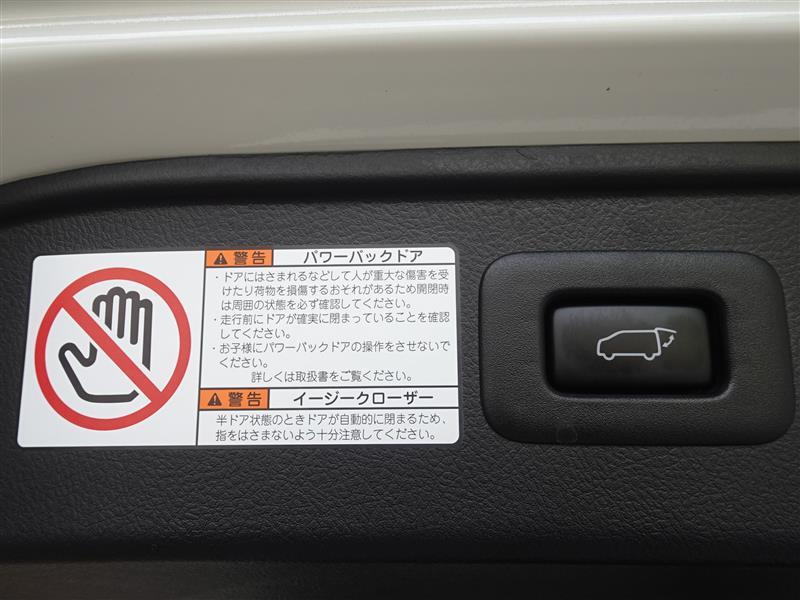 警告 パワーバックドア
・ドアにはさまれるなどして人が重大な傷害を受
けたり荷物を損傷するおそれがあるため開閉時
は周囲の状態を必ず確認してください。
・走行前にドアが確実に閉まっていることを確認
してください。
・お子様にパワーバックドアの操作をさせないで
ください。
詳しくは取扱書をご覧ください。
警告 イージークローザー
半ドア状態のときドアが自動的に閉まるため、
指をはさまないよう十分注意してください。